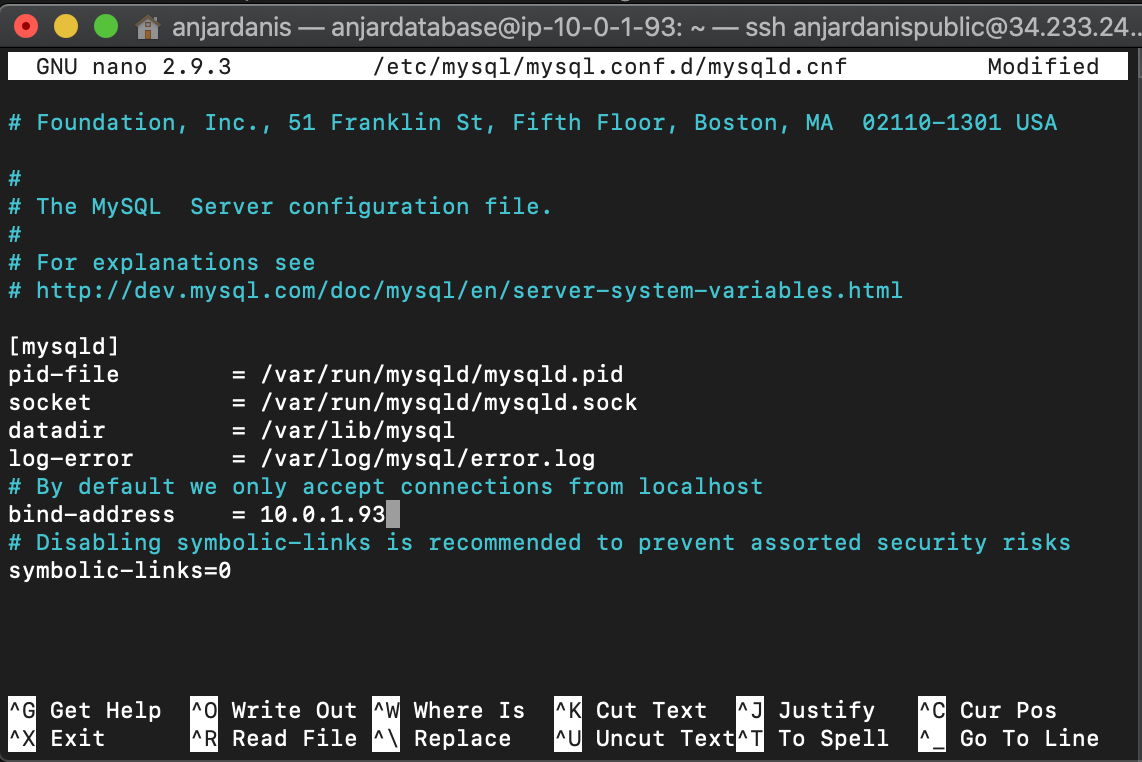 anjardanis — anjardatabase@ip-10-0-1-93: ~ — ssh anjardanispublic@34.233.24...
GNU nano 2.9.3 /etc/mysql/mysql.conf.d/mysqld.cnf Modified
# Foundation, Inc., 51 Franklin St, Fifth Floor, Boston, MA  02110-1301 USA
#
# The MySQL  Server configuration file.
#
# For explanations see
# http://dev.mysql.com/doc/mysql/en/server-system-variables.html
[mysqld]
pid-file        = /var/run/mysqld/mysqld.pid
socket          = /var/run/mysqld/mysqld.sock
datadir         = /var/lib/mysql
log-error       = /var/log/mysql/error.log
# By default we only accept connections from localhost
bind-address    = 10.0.1.93
# Disabling symbolic-links is recommended to prevent assorted security risks
symbolic-links=0
^G Get Help ^O Write Out ^W Where Is ^K Cut Text ^J Justify ^C Cur Pos
^X Exit ^R Read File ^\ Replace ^U Uncut Text ^T To Spell ^_ Go To Line